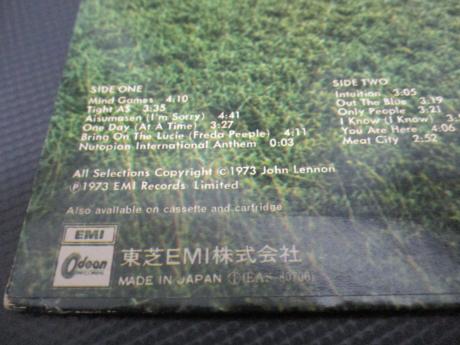 SIDE ONE
Mind Games 4:10
Tight A$ 3:35
Aisumasen (I'm Sorry) 4:41
One Day (At A Time) 3:27
Bring On The Lucie (Freda Peeple) 4:11
Nutopian International Anthem 0:03
SIDE TWO
Intuition 3:05
Out The Blue 3:19
Only People 3:21
I Know (I Know)
You Are Here 4:06
Meat City 2:52
All Selections Copyright © 1973 John Lennon
℗ 1973 EMI Records Limited
Also available on cassette and cartridge
EMI
Odeon
東芝EMI株式会社
MADE IN JAPAN (EAS-80706)